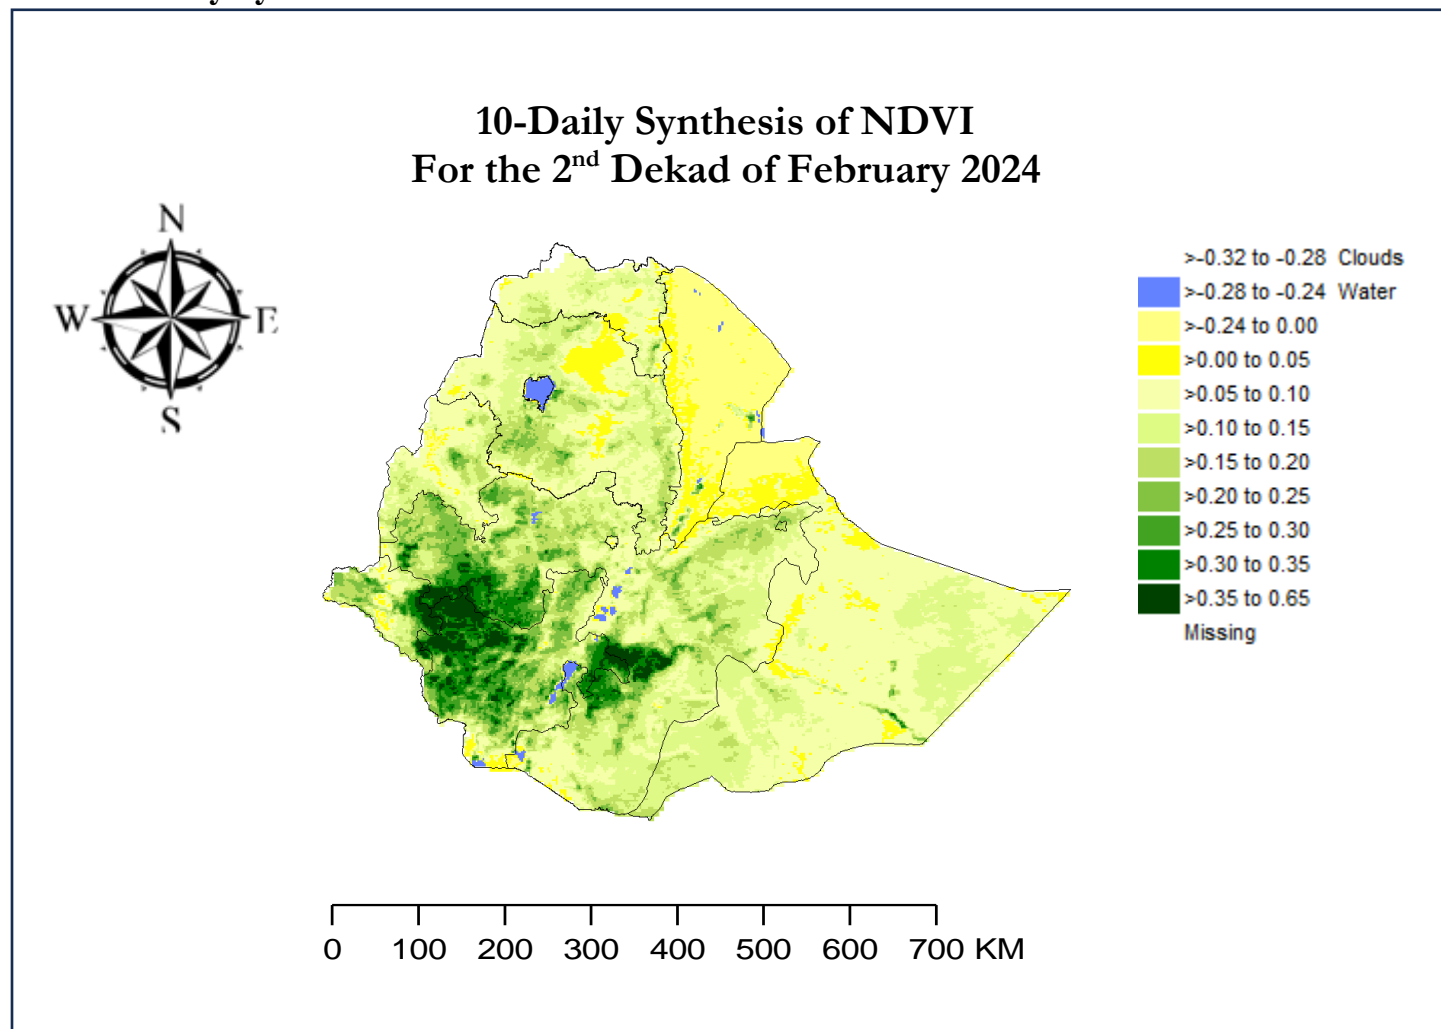 10-Daily Synthesis of NDVI
For the 2nd Dekad of February 2024
N
W E
S
>-0.32 to -0.28 Clouds
>-0.28 to -0.24 Water
>-0.24 to 0.00
>0.00 to 0.05
>0.05 to 0.10
>0.10 to 0.15
>0.15 to 0.20
>0.20 to 0.25
>0.25 to 0.30
>0.30 to 0.35
>0.35 to 0.65
Missing
0 100 200 300 400 500 600 700 KM